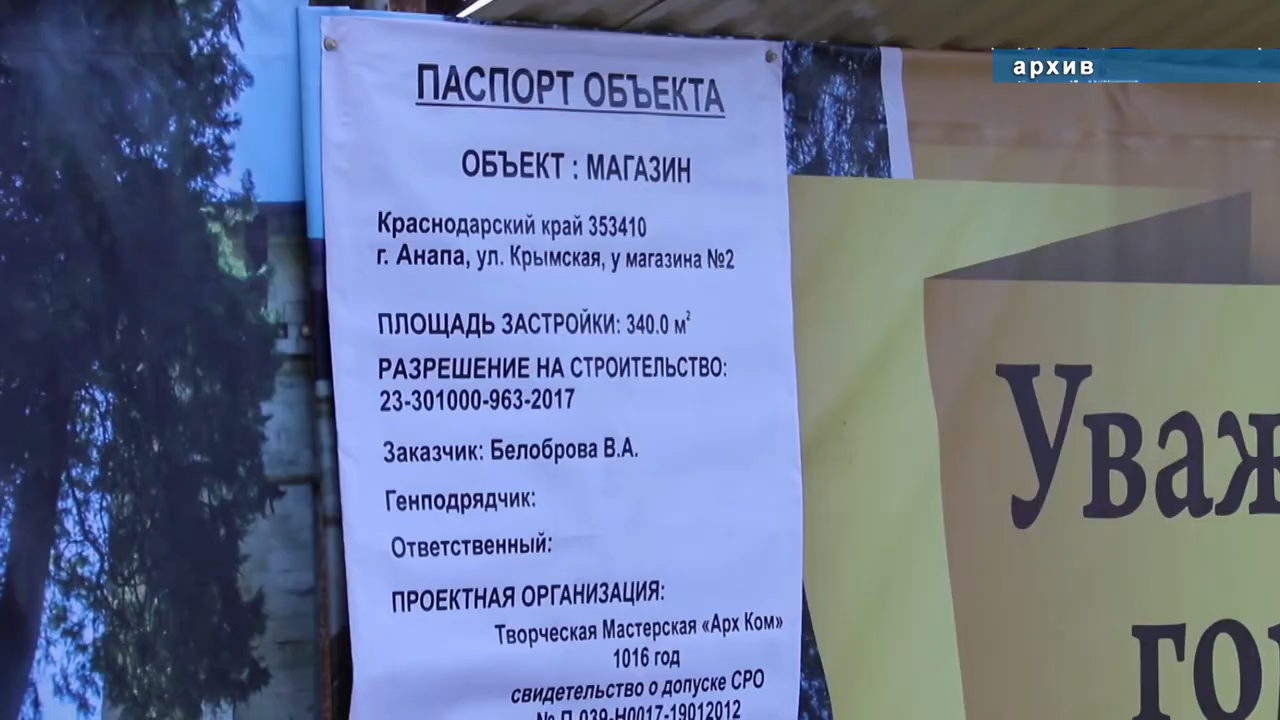 архив
ПАСПОРТ ОБЪЕКТА
ОБЪЕКТ : МАГАЗИН
Краснодарский край 353410
г. Анапа, ул. Крымская, у магазина №2
ПЛОЩАДЬ ЗАСТРОЙКИ: 340.0 м²
РАЗРЕШЕНИЕ НА СТРОИТЕЛЬСТВО:
23-301000-963-2017
Заказчик: Белоброва В.А.
Генподрядчик:
Ответственный:
ПРОЕКТНАЯ ОРГАНИЗАЦИЯ:
Творческая Мастерская «Арх Ком»
1016 год
свидетельство о допуске СРО
№ П-039-Н0017-19012012
Уваж
гор